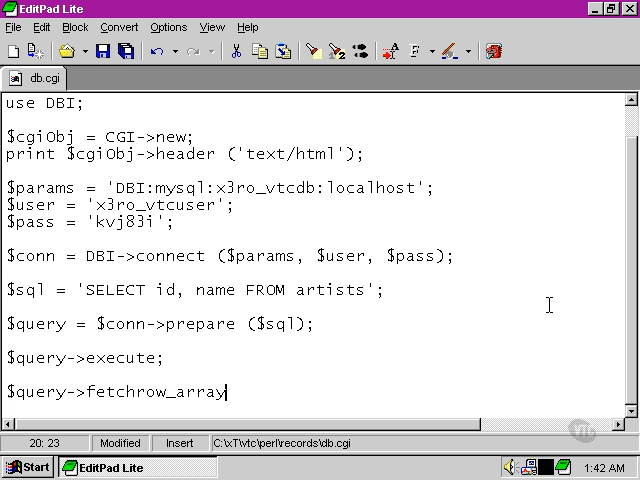 EditPad Lite
File Edit Block Convert Options View Help
db.cgi
use DBI;
$cgiObj = CGI->new;
print $cgiObj->header ('text/html');
$params = 'DBI:mysql:x3ro_vtcdb:localhost';
$user = 'x3ro_vtcuser';
$pass = 'kvj83i';
$conn = DBI->connect ($params, $user, $pass);
$sql = 'SELECT id, name FROM artists';
$query = $conn->prepare ($sql);
$query->execute;
$query->fetchrow_array
VTC
20: 23 Modified Insert C:\xT\vtc\perl\records\db.cgi
Start EditPad Lite 1:42 AM